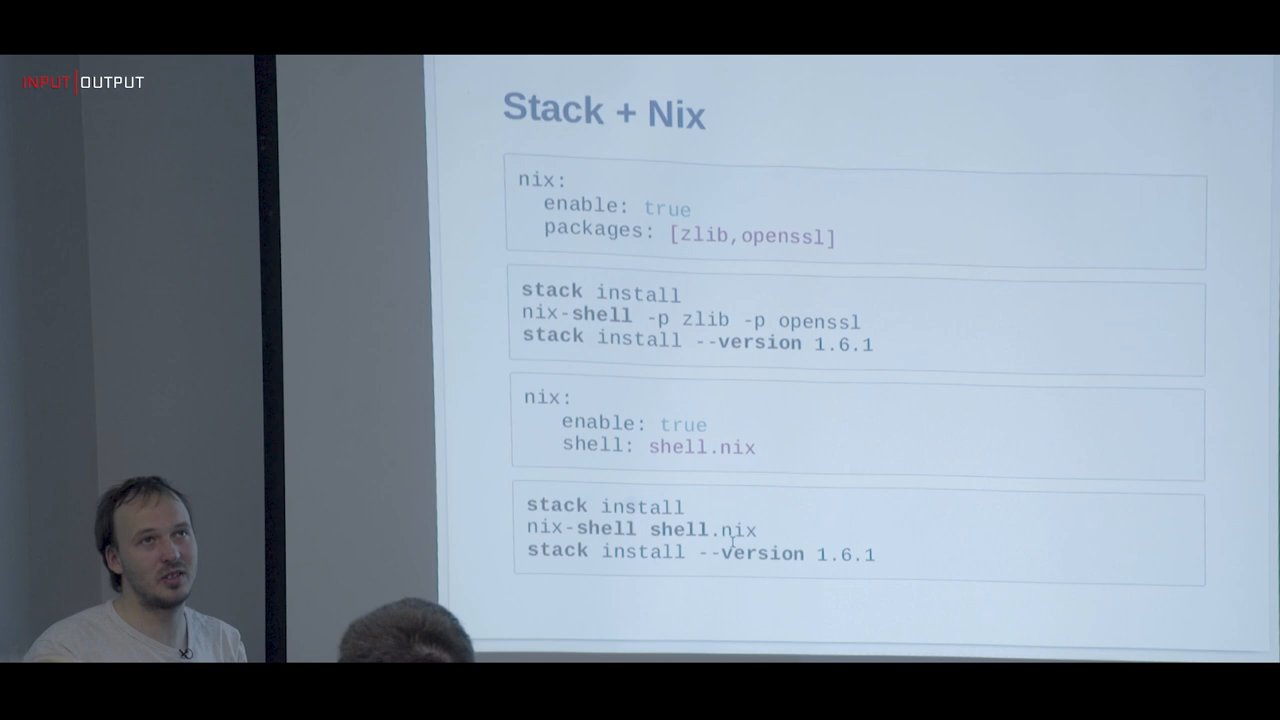 INPUT|OUTPUT
Stack + Nix
nix:
enable: true
packages: [zlib,openssl]
stack install
nix-shell -p zlib -p openssl
stack install --version 1.6.1
nix:
enable: true
shell: shell.nix
stack install
nix-shell shell.nix
stack install --version 1.6.1